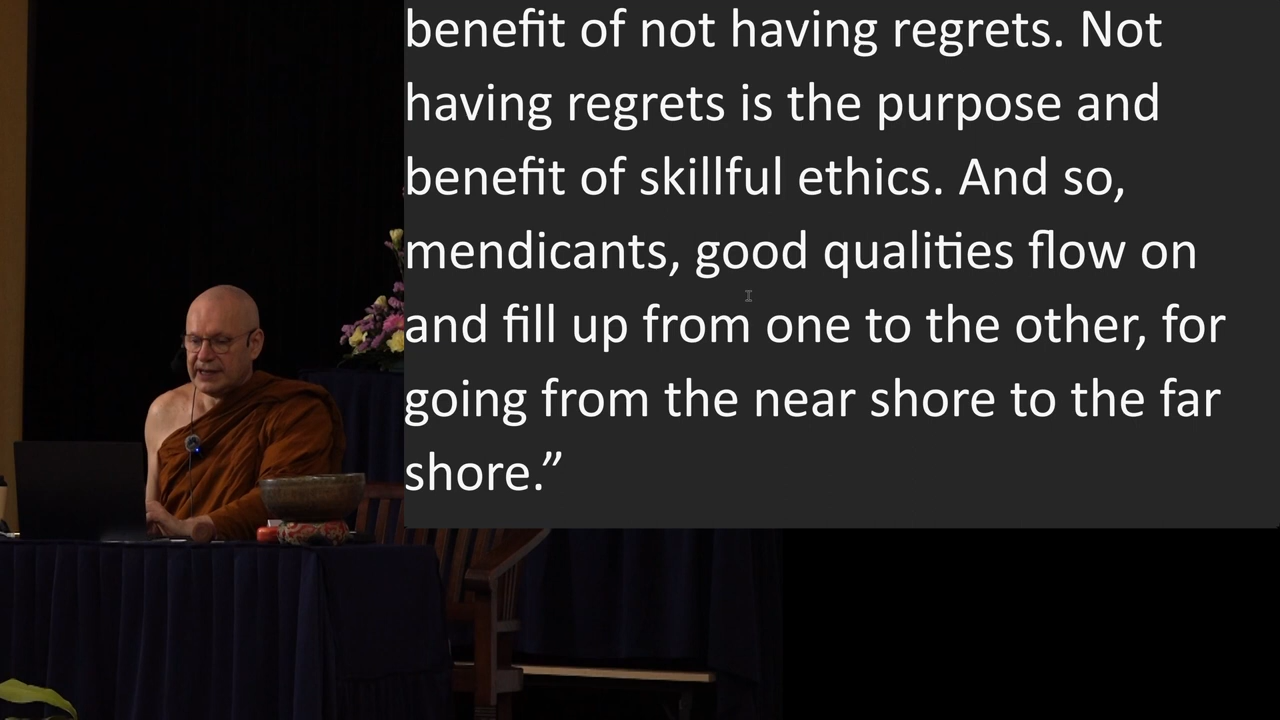 benefit of not having regrets. Not
having regrets is the purpose and
benefit of skillful ethics. And so,
mendicants, good qualities flow on
and fill up from one to the other, for
going from the near shore to the far
shore.”